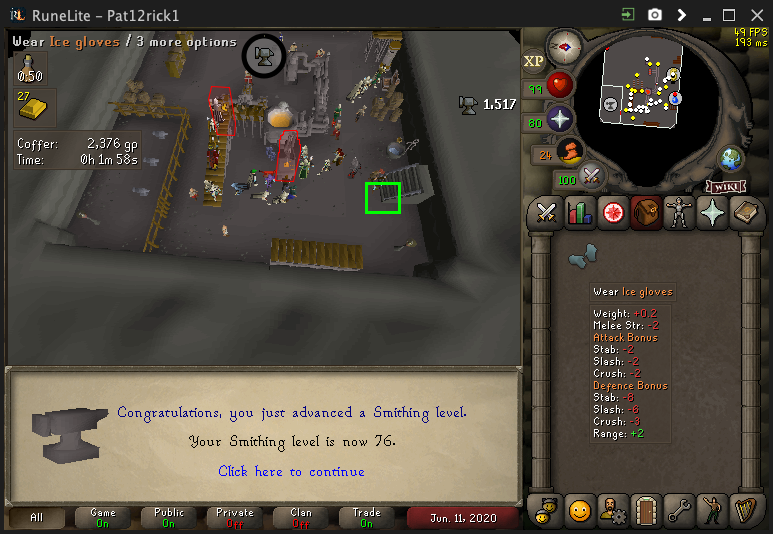 RuneLite - Pat12rick1
Wear Ice gloves / 3 more options
49 FPS
193 ms
XP
0.50
27
99
1,517
80
Coffer: 2,376 gp
Time: 0h 1m 58s
24
100
WIKI
Wear Ice gloves
Weight: +0.2
Melee Str: -2
Attack Bonus
Stab: -2
Slash: -2
Crush: -2
Defence Bonus
Stab: -8
Slash: -6
Crush: -3
Range: +2
Congratulations, you just advanced a Smithing level.
Your Smithing level is now 76.
Click here to continue
All
Game
On
Public
On
Private
Off
Clan
Off
Trade
On
Jun. 11, 2020